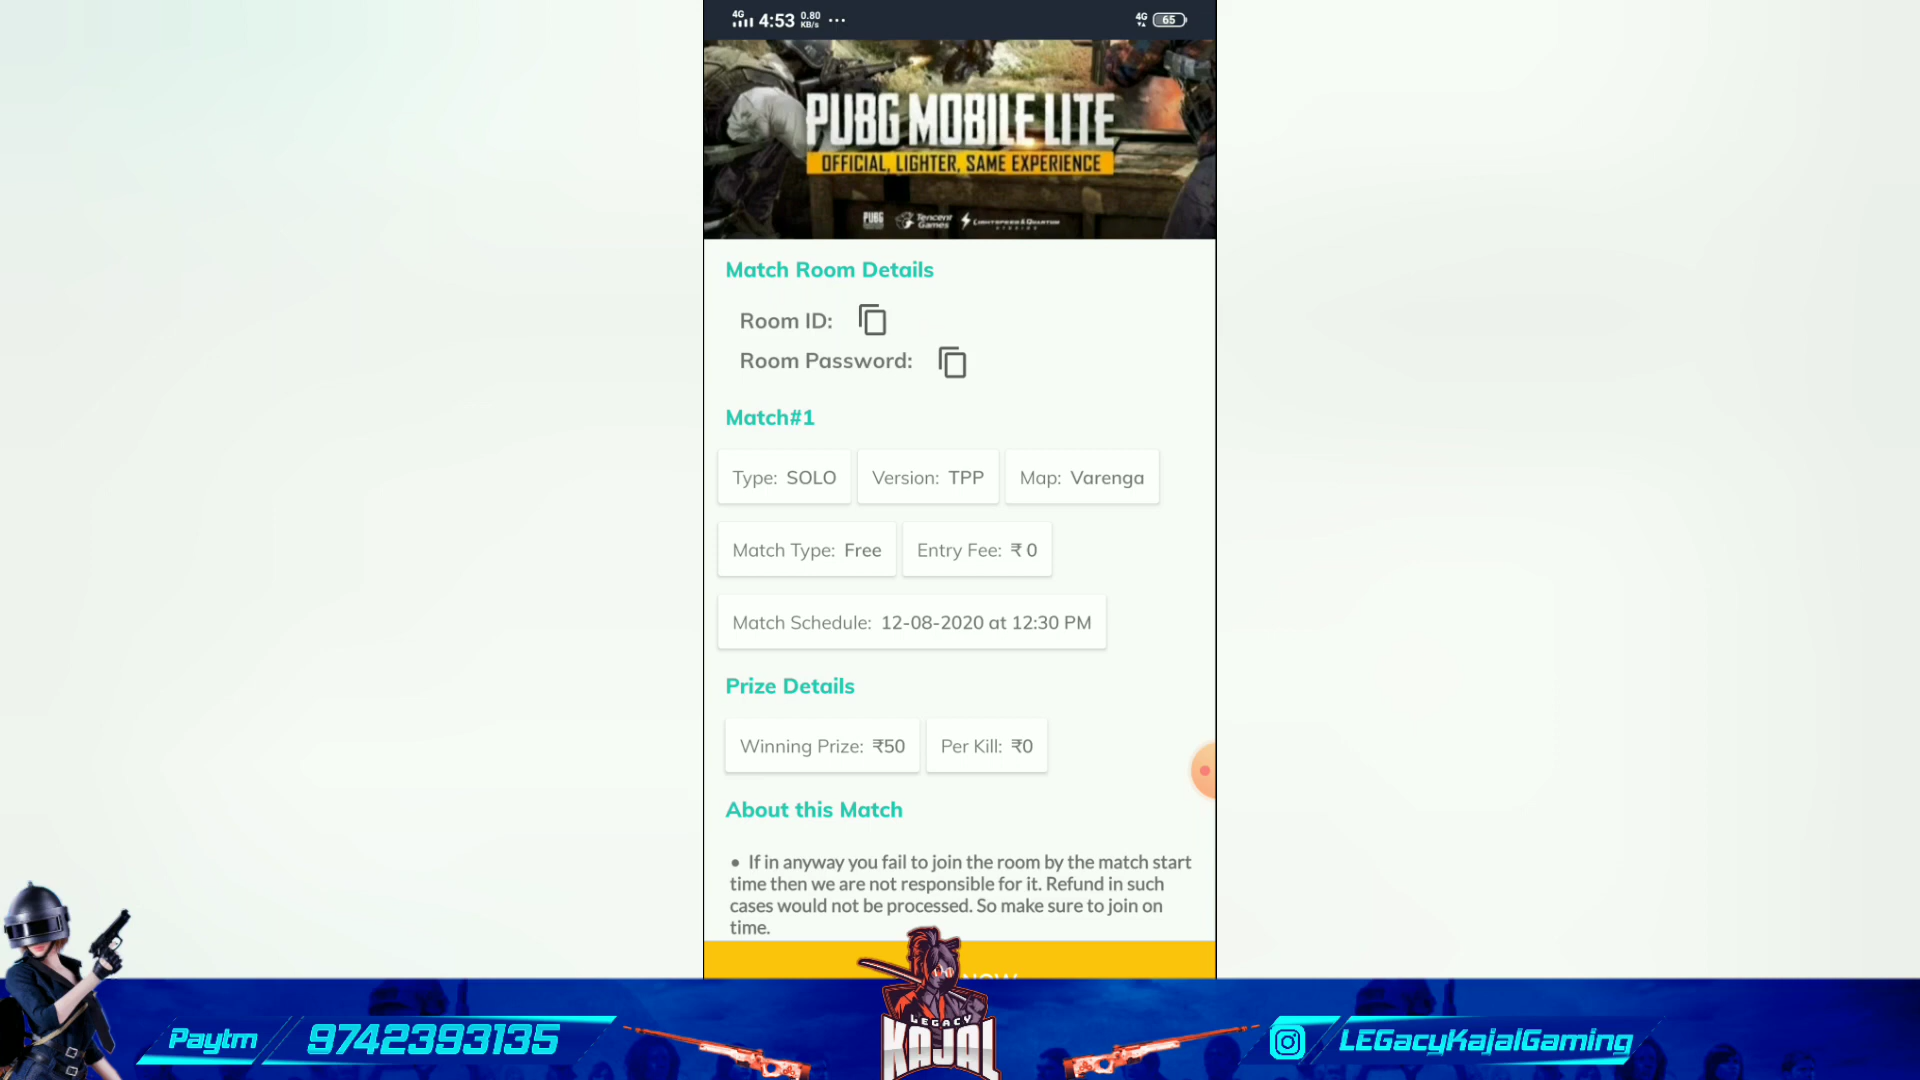 4G 4:53 0.80 KB/s ... 4G 65
PUBG MOBILE LITE
OFFICIAL, LIGHTER, SAME EXPERIENCE
PUBG Tencent Games LIGHTSPEED & QUANTUM STUDIOS
Match Room Details
Room ID:
Room Password:
Match#1
Type: SOLO Version: TPP Map: Varenga
Match Type: Free Entry Fee: ₹ 0
Match Schedule: 12-08-2020 at 12:30 PM
Prize Details
Winning Prize: ₹50 Per Kill: ₹0
About this Match
• If in anyway you fail to join the room by the match start
time then we are not responsible for it. Refund in such
cases would not be processed. So make sure to join on
time.
NOW
Paytm 9742393135 LEGACY KAJAL LEGacyKajalGaming